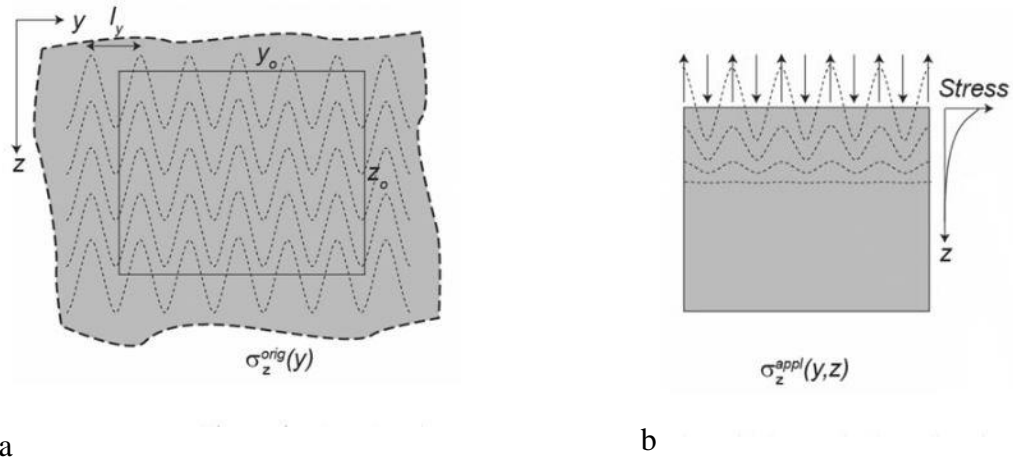 y
l_y
y_o
z
z_o
σ_z^orig(y)
a
Stress
z
σ_z^appl(y,z)
b